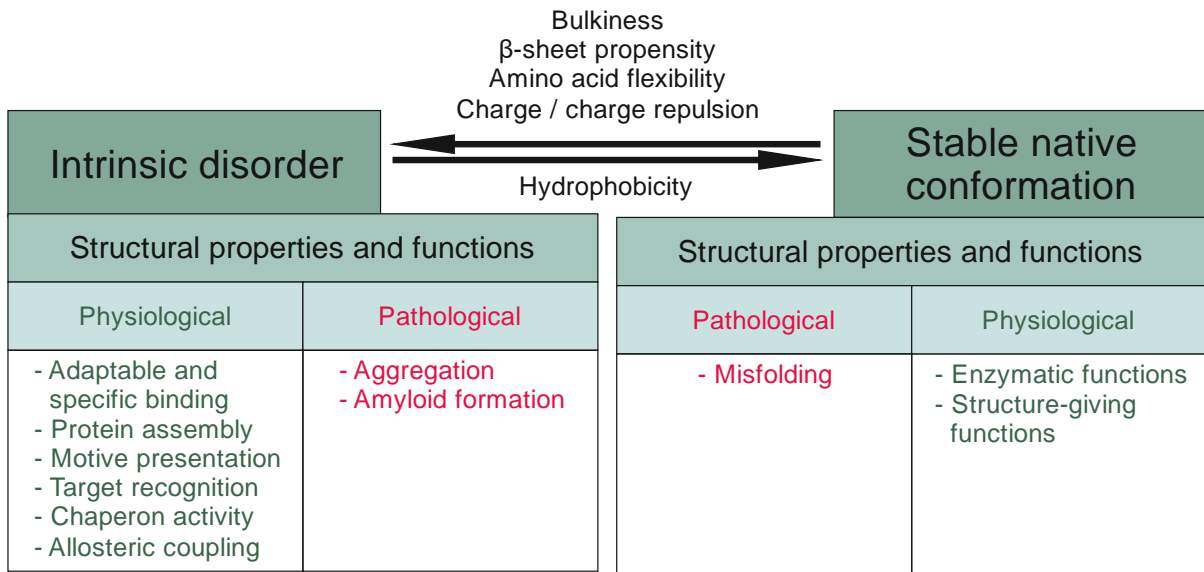 Bulkiness
β-sheet propensity
Amino acid flexibility
Charge / charge repulsion
Hydrophobicity
Intrinsic disorder
Stable native
conformation
Structural properties and functions
Physiological
Pathological
- Adaptable and
specific binding
- Protein assembly
- Motive presentation
- Target recognition
- Chaperon activity
- Allosteric coupling
- Aggregation
- Amyloid formation
Structural properties and functions
Pathological
Physiological
- Misfolding
- Enzymatic functions
- Structure-giving
functions